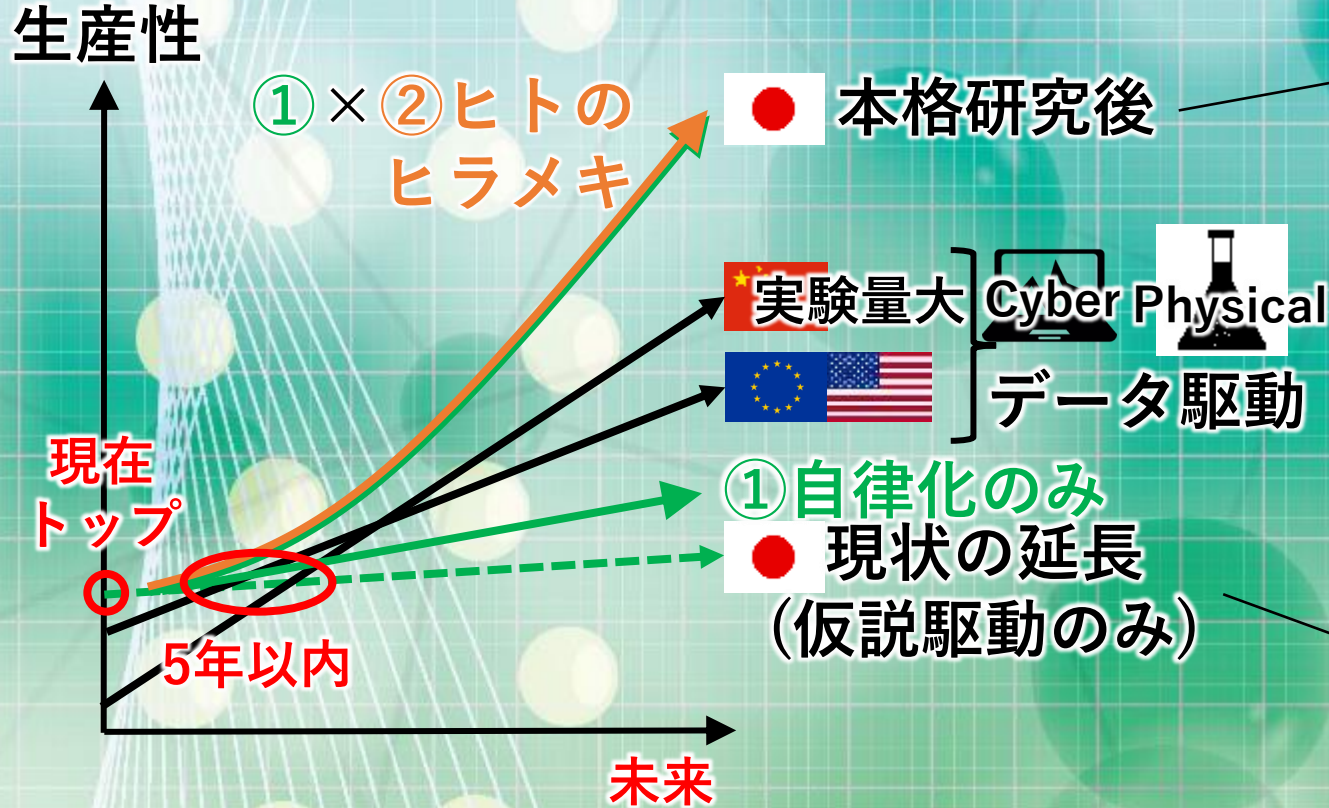 生産性
①×②ヒトの
ヒラメキ
本格研究後
実験量大
Cyber Physical
データ駆動
現在
トップ
①自律化のみ
現状の延長
(仮説駆動のみ)
5年以内
未来